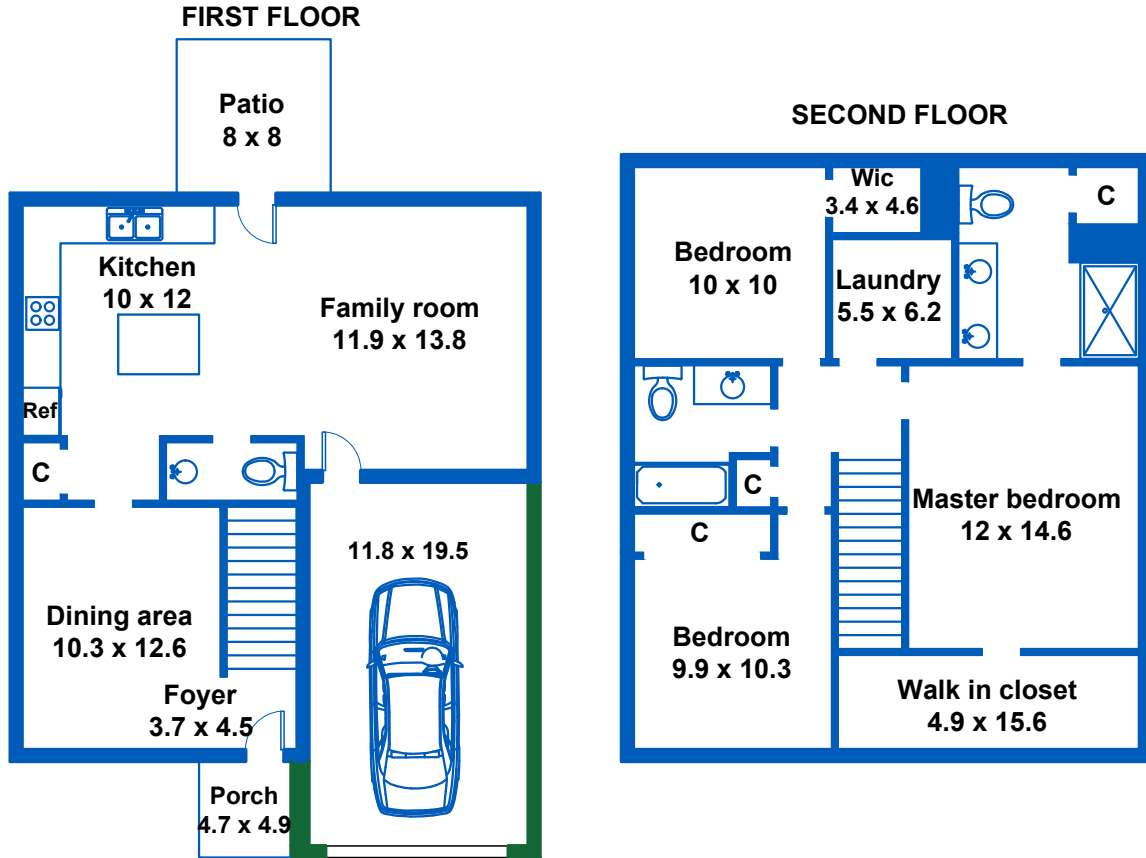 FIRST FLOOR
Patio
8 x 8
Kitchen
10 x 12
Family room
11.9 x 13.8
Ref
C
11.8 x 19.5
Dining area
10.3 x 12.6
Foyer
3.7 x 4.5
Porch
4.7 x 4.9
SECOND FLOOR
Wic
3.4 x 4.6
C
Bedroom
10 x 10
Laundry
5.5 x 6.2
C
C
Master bedroom
12 x 14.6
Bedroom
9.9 x 10.3
Walk in closet
4.9 x 15.6